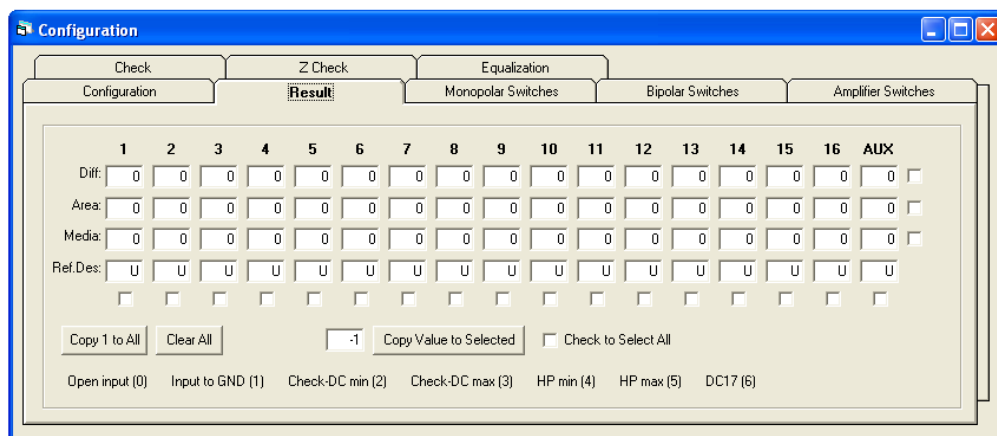 Configuration
Check Z Check Equalization
Configuration Result Monopolar Switches Bipolar Switches Amplifier Switches
1 2 3 4 5 6 7 8 9 10 11 12 13 14 15 16 AUX
Diff: 0 0 0 0 0 0 0 0 0 0 0 0 0 0 0 0 0
Area: 0 0 0 0 0 0 0 0 0 0 0 0 0 0 0 0 0
Media: 0 0 0 0 0 0 0 0 0 0 0 0 0 0 0 0 0
Ref.Des: U U U U U U U U U U U U U U U U U
Copy 1 to All Clear All -1 Copy Value to Selected Check to Select All
Open input (0) Input to GND (1) Check-DC min (2) Check-DC max (3) HP min (4) HP max (5) DC17 (6)